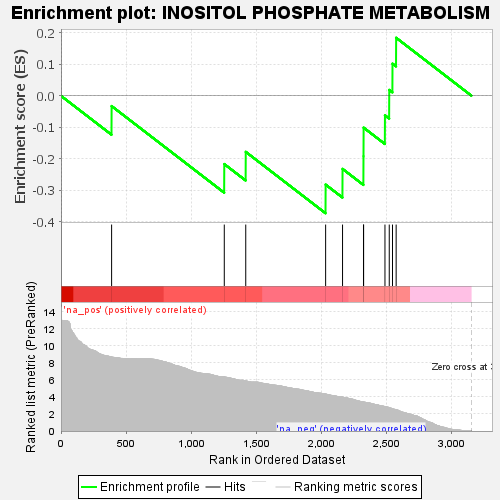 Enrichment plot: INOSITOL PHOSPHATE METABOLISM
Enrichment score (ES)
0.2
0.1
0.0
-0.1
-0.2
-0.3
-0.4
'na_pos' (positively correlated)
Ranked list metric (PreRanked)
14
12
10
8
6
4
2
0
Zero cross at
'na_neg' (negatively correlated)
0
500
1,000
1,500
2,000
2,500
3,000
Rank in Ordered Dataset
Enrichment profile
Hits
Ranking metric scores